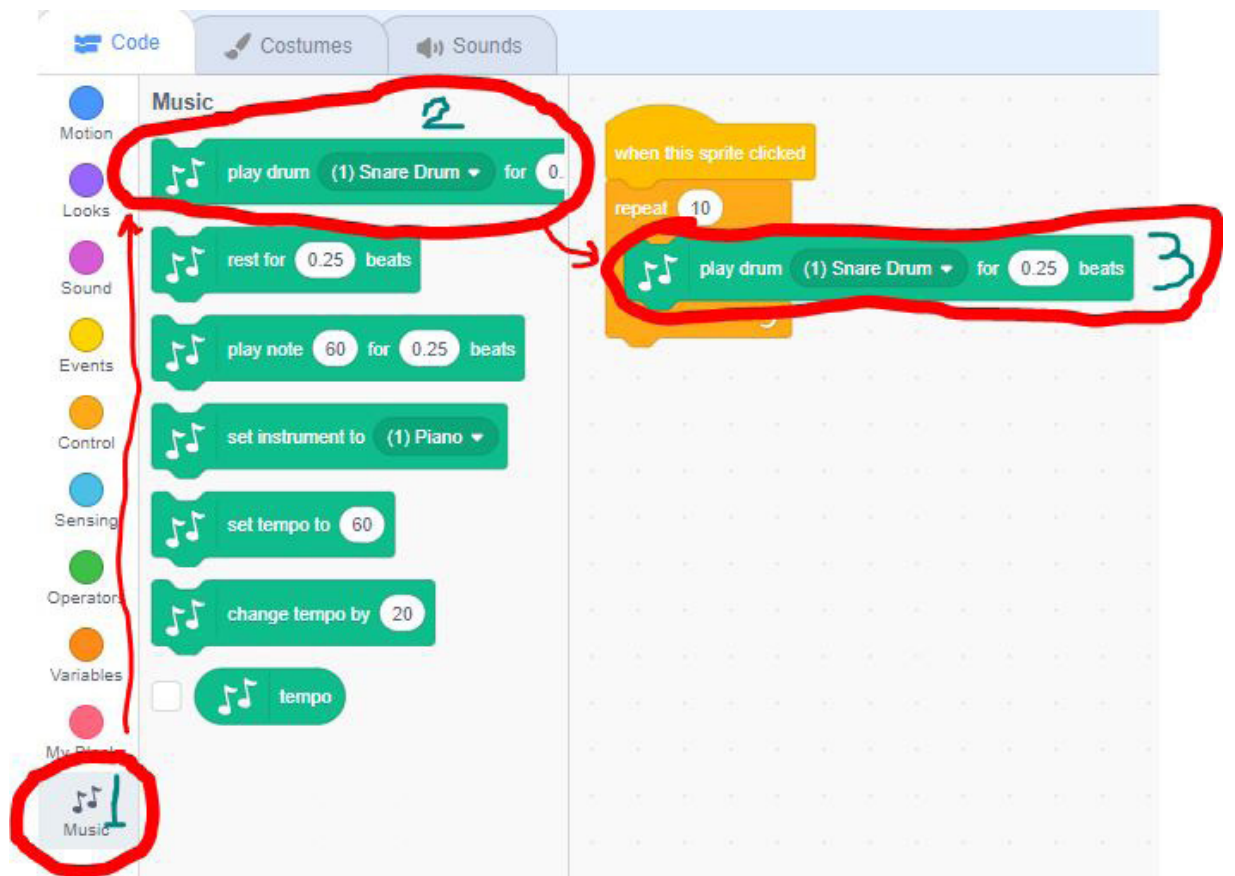 Code
Costumes
Sounds
Motion
Looks
Sound
Events
Control
Sensing
Operators
Variables
Music
1
Music
2
play drum (1) Snare Drum for 0.
rest for 0.25 beats
play note 60 for 0.25 beats
set instrument to (1) Piano
set tempo to 60
change tempo by 20
tempo
when this sprite clicked
repeat 10
play drum (1) Snare Drum for 0.25 beats
3